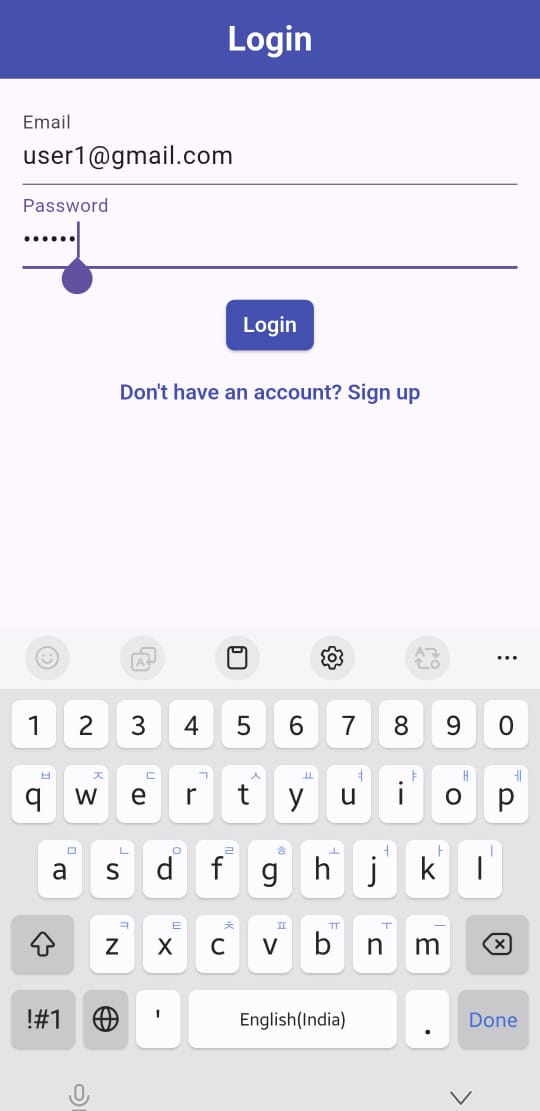 Login
Email
user1@gmail.com
Password
••••••
Login
Don't have an account? Sign up
1 2 3 4 5 6 7 8 9 0
q ㅂ w ㅈ e ㄷ r ㄱ t ㅅ y ㅛ u ㅕ i ㅑ o ㅐ p ㅔ
a ㅁ s ㄴ d ㅇ f ㄹ g ㅎ h ㅗ j ㅓ k ㅏ l ㅣ
z ㅋ x ㅌ c ㅊ v ㅍ b ㅠ n ㅜ m ㅡ
!#1 ' English(India) . Done